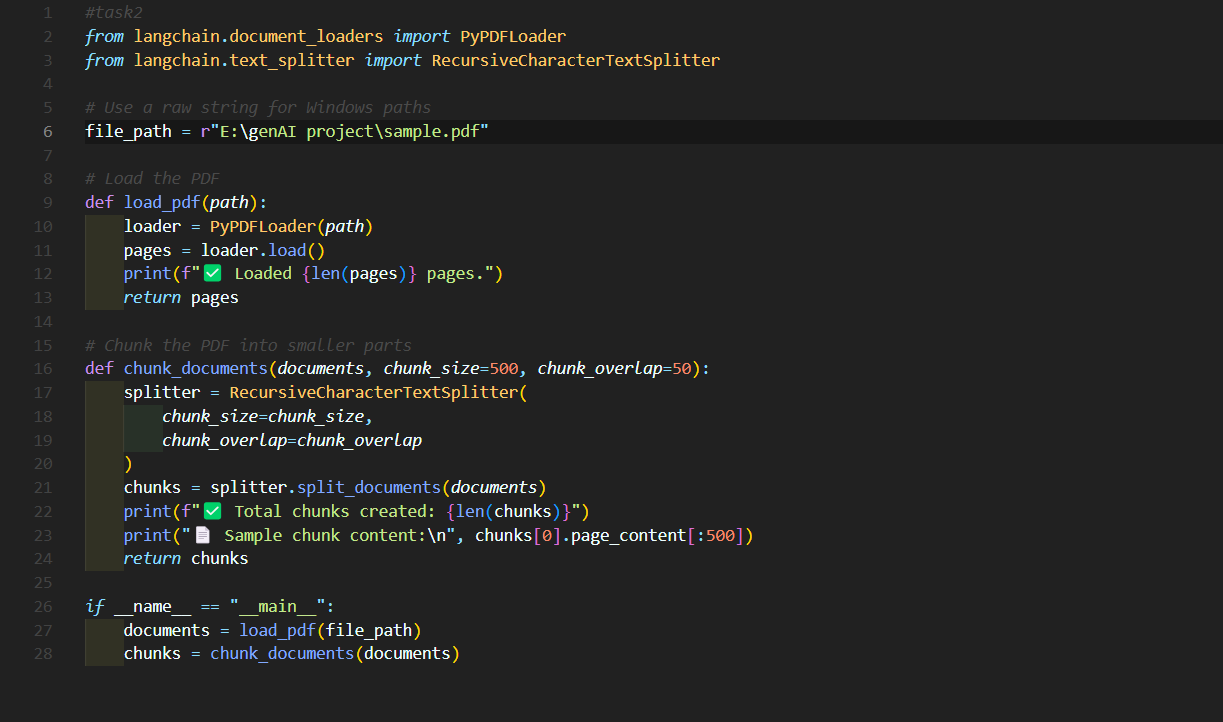 1 #task2
2 from langchain.document_loaders import PyPDFLoader
3 from langchain.text_splitter import RecursiveCharacterTextSplitter
4
5 # Use a raw string for Windows paths
6 file_path = r"E:\genAI project\sample.pdf"
7
8 # Load the PDF
9 def load_pdf(path):
10     loader = PyPDFLoader(path)
11     pages = loader.load()
12     print(f"✅ Loaded {len(pages)} pages.")
13     return pages
14
15 # Chunk the PDF into smaller parts
16 def chunk_documents(documents, chunk_size=500, chunk_overlap=50):
17     splitter = RecursiveCharacterTextSplitter(
18         chunk_size=chunk_size,
19         chunk_overlap=chunk_overlap
20     )
21     chunks = splitter.split_documents(documents)
22     print(f"✅ Total chunks created: {len(chunks)}")
23     print("📄 Sample chunk content:\n", chunks[0].page_content[:500])
24     return chunks
25
26 if __name__ == "__main__":
27     documents = load_pdf(file_path)
28     chunks = chunk_documents(documents)